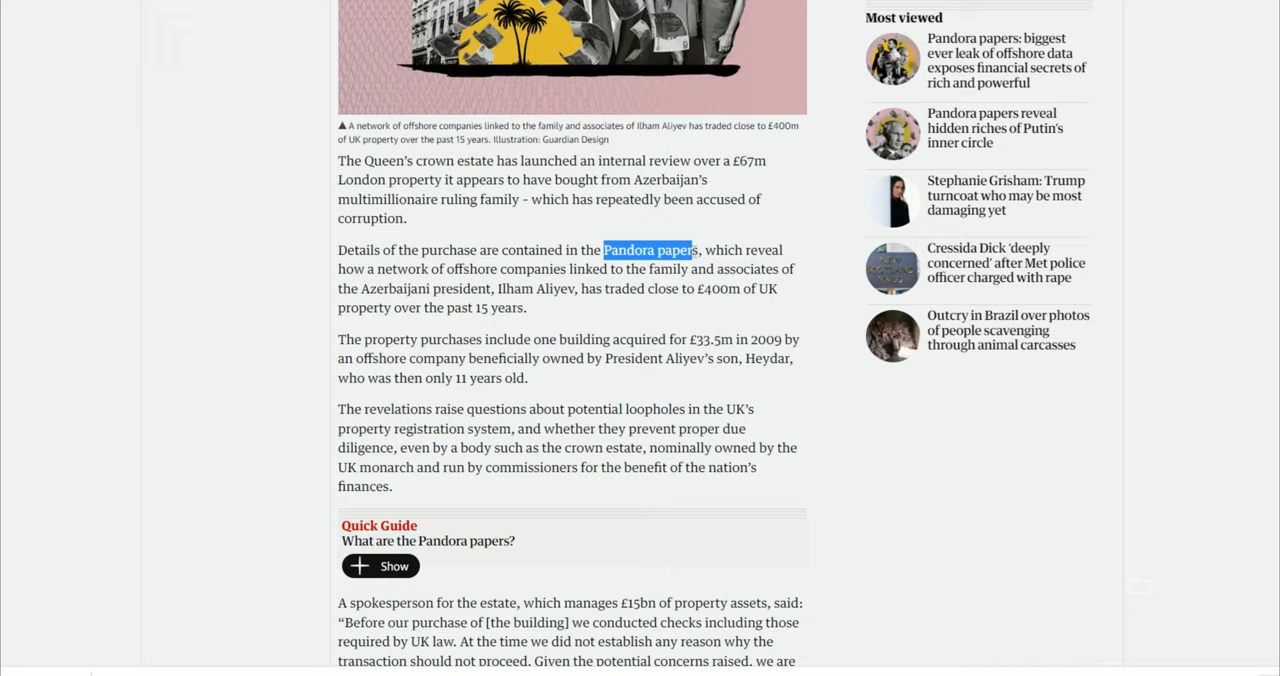 ▲ A network of offshore companies linked to the family and associates of Ilham Aliyev has traded close to £400m
of UK property over the past 15 years. Illustration: Guardian Design
The Queen's crown estate has launched an internal review over a £67m
London property it appears to have bought from Azerbaijan's
multimillionaire ruling family – which has repeatedly been accused of
corruption.
Details of the purchase are contained in the Pandora papers, which reveal
how a network of offshore companies linked to the family and associates of
the Azerbaijani president, Ilham Aliyev, has traded close to £400m of UK
property over the past 15 years.
The property purchases include one building acquired for £33.5m in 2009 by
an offshore company beneficially owned by President Aliyev's son, Heydar,
who was then only 11 years old.
The revelations raise questions about potential loopholes in the UK's
property registration system, and whether they prevent proper due
diligence, even by a body such as the crown estate, nominally owned by the
UK monarch and run by commissioners for the benefit of the nation's
finances.
Quick Guide
What are the Pandora papers?
Show
A spokesperson for the estate, which manages £15bn of property assets, said:
“Before our purchase of [the building] we conducted checks including those
required by UK law. At the time we did not establish any reason why the
transaction should not proceed. Given the potential concerns raised, we are
Most viewed
Pandora papers: biggest
ever leak of offshore data
exposes financial secrets of
rich and powerful
Pandora papers reveal
hidden riches of Putin's
inner circle
Stephanie Grisham: Trump
turncoat who may be most
damaging yet
Cressida Dick ‘deeply
concerned’ after Met police
officer charged with rape
Outcry in Brazil over photos
of people scavenging
through animal carcasses